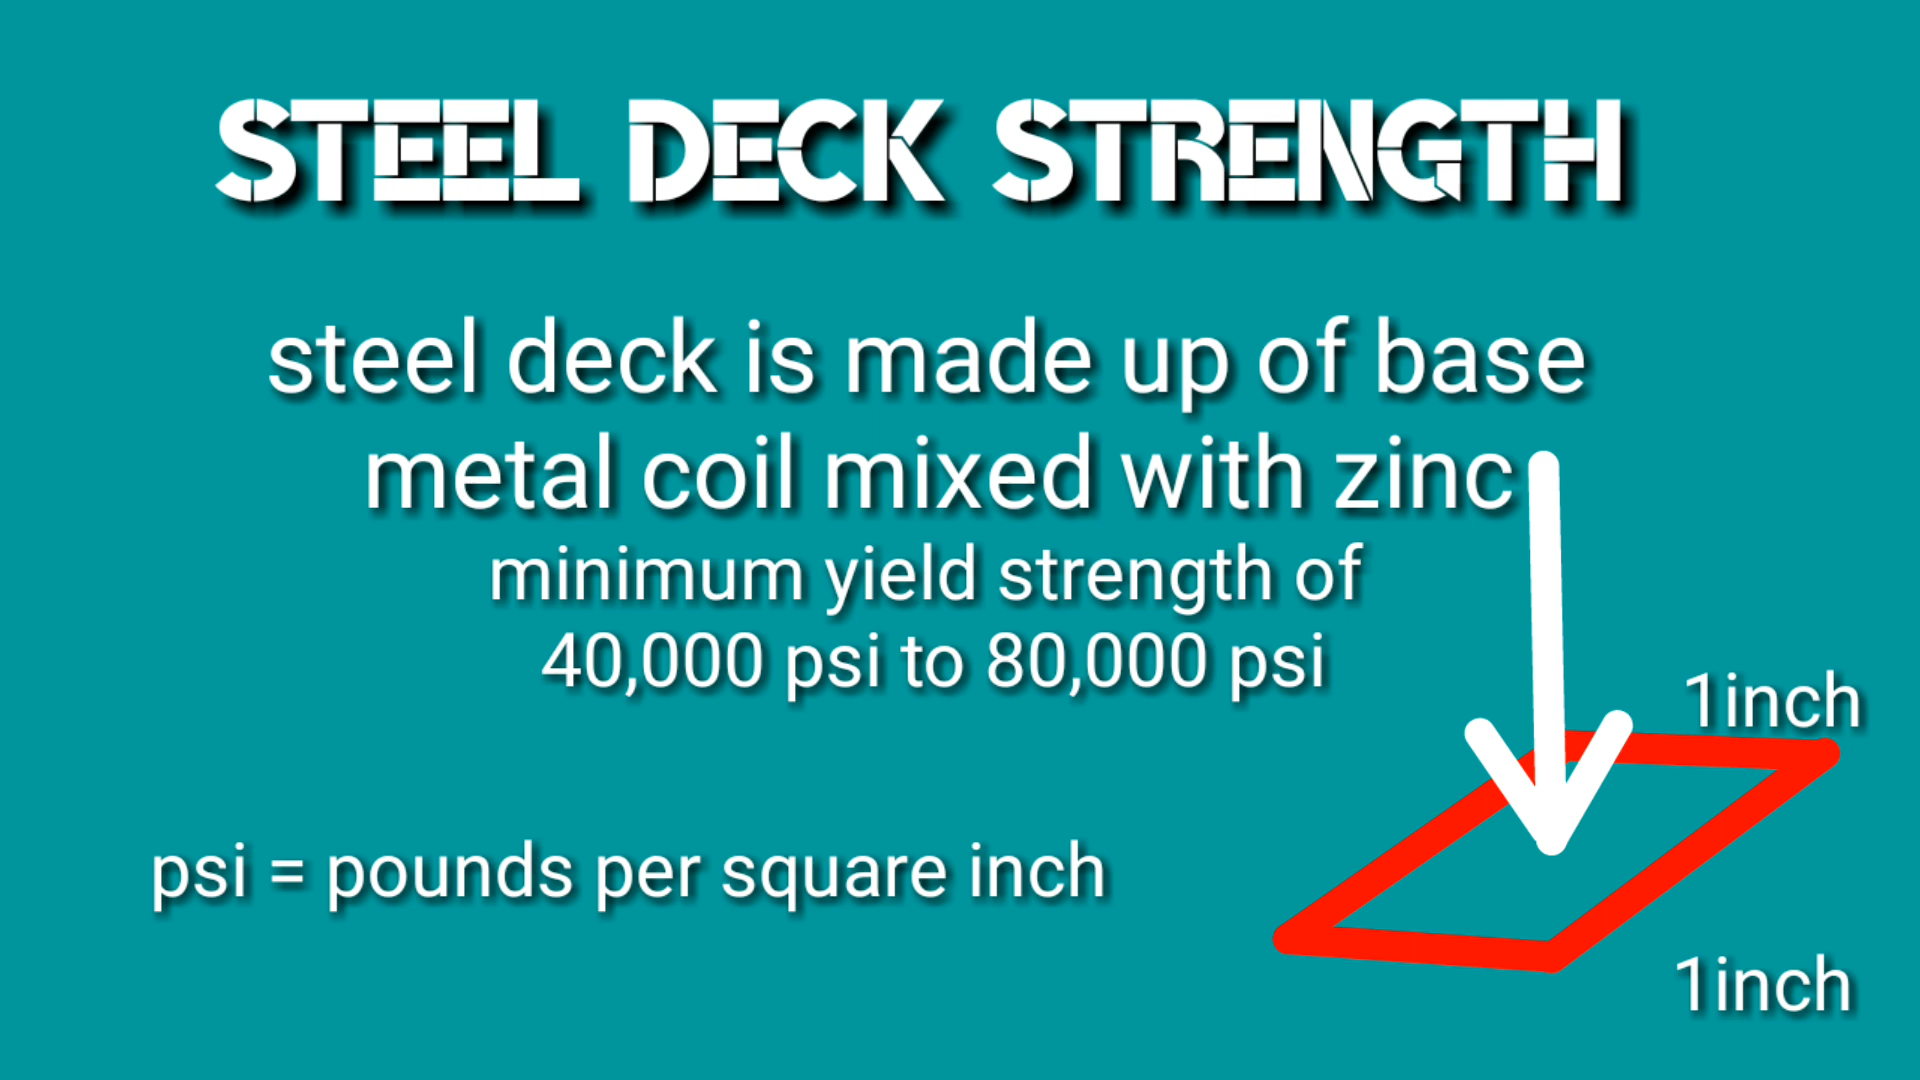 STEEL DECK STRENGTH
steel deck is made up of base
metal coil mixed with zinc
minimum yield strength of
40,000 psi to 80,000 psi
1inch
psi = pounds per square inch
1inch